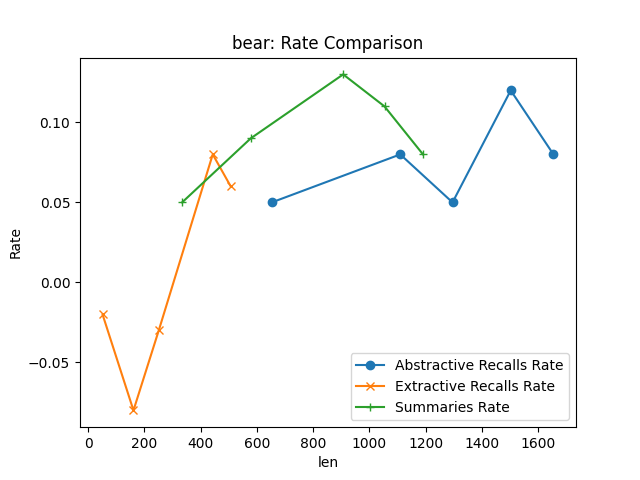 bear: Rate Comparison
Rate
0.10
0.05
0.00
−0.05
Abstractive Recalls Rate
Extractive Recalls Rate
Summaries Rate
0 200 400 600 800 1000 1200 1400 1600
len